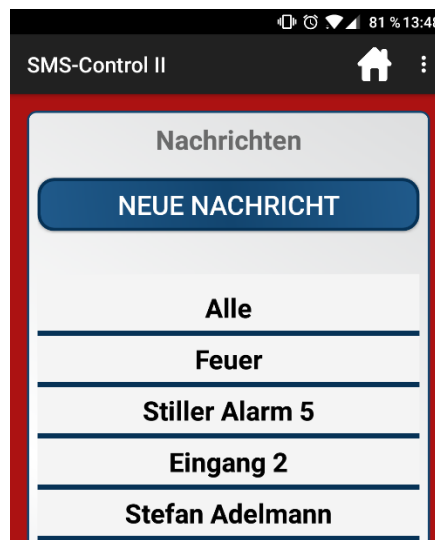 81 % 13:48
SMS-Control II
Nachrichten
NEUE NACHRICHT
Alle
Feuer
Stiller Alarm 5
Eingang 2
Stefan Adelmann